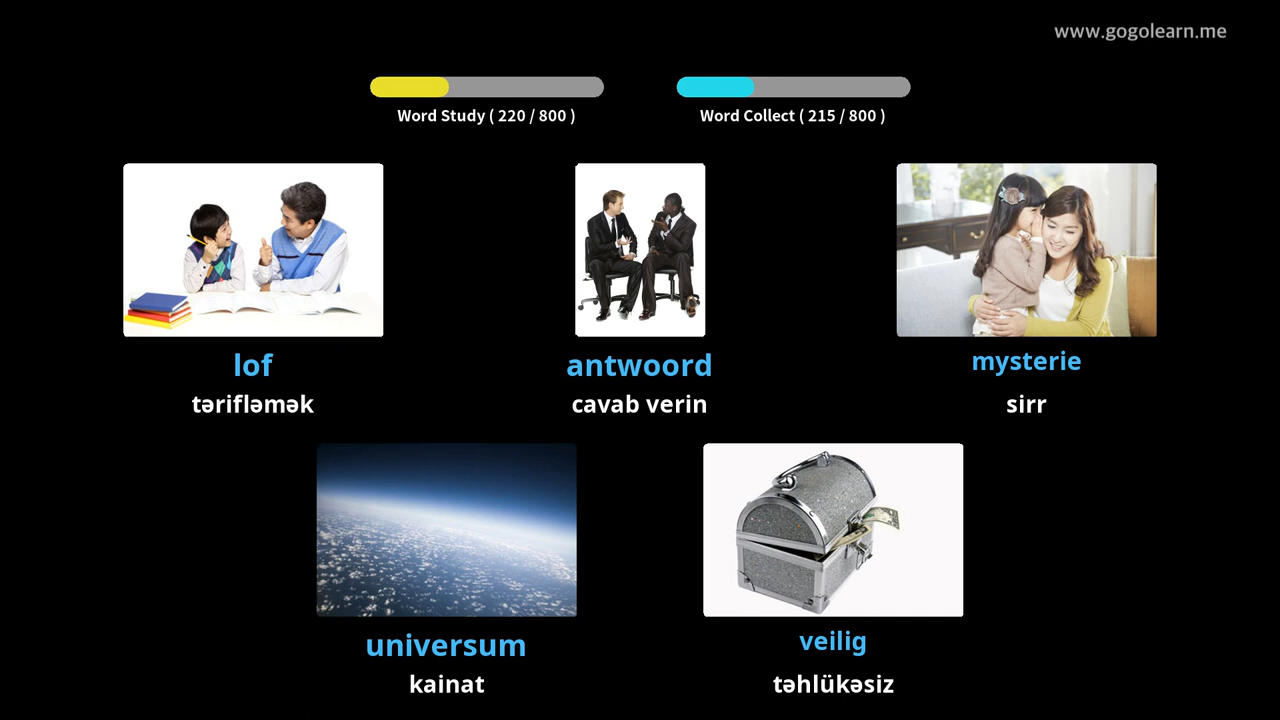 www.gogolearn.me
Word Study ( 220 / 800 )
Word Collect ( 215 / 800 )
lof
tərifləmək
antwoord
cavab verin
mysterie
sirr
universum
kainat
veilig
təhlükəsiz